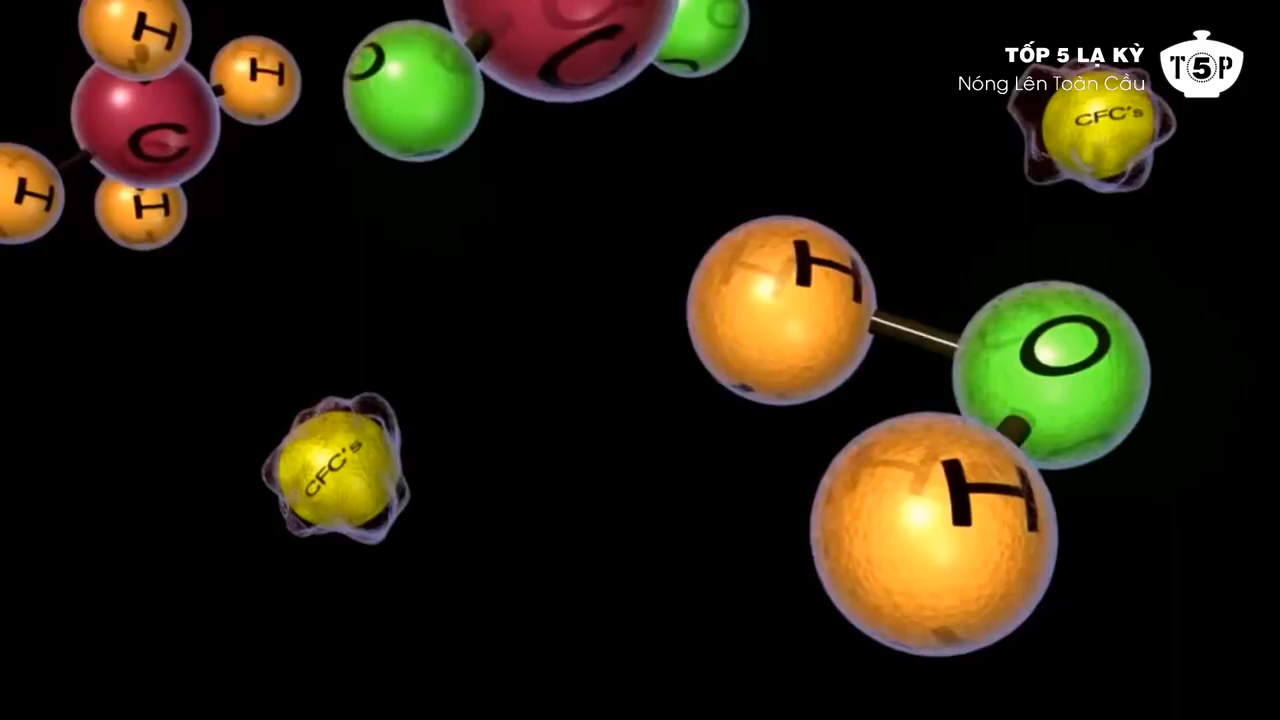 TỐP 5 LẠ KỲ
Nóng Lên Toàn Cầu
T5P
H
H
C
H
H
O
C
O
CFC's
H
O
H
CFC's